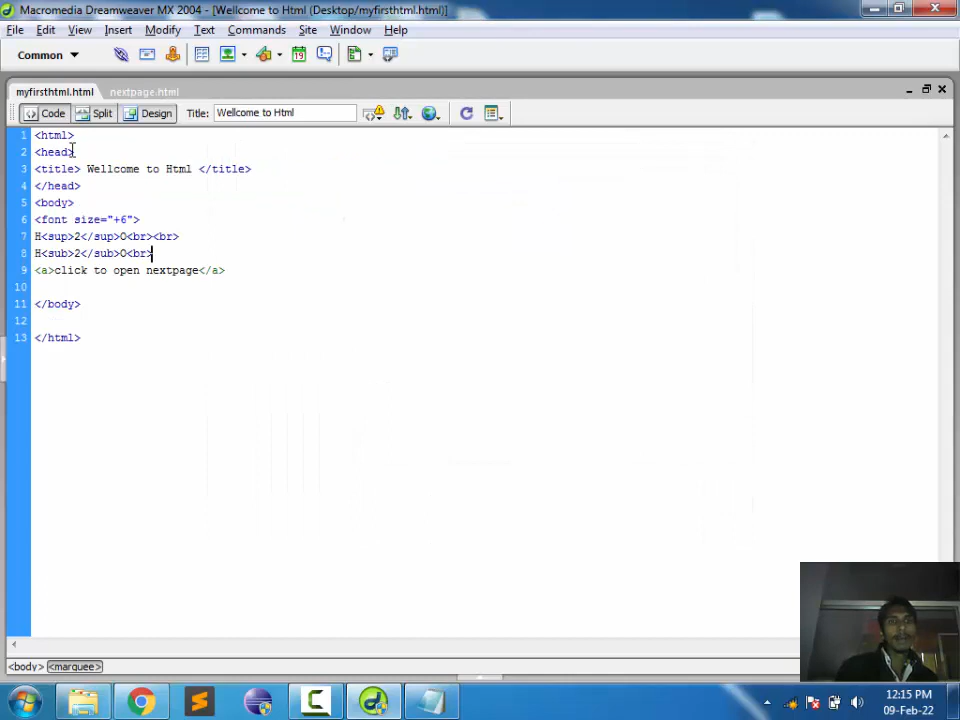 Macromedia Dreamweaver MX 2004 - [Wellcome to Html (Desktop/myfirsthtml.html)]
File Edit View Insert Modify Text Commands Site Window Help
Common
myfirsthtml.html nextpage.html
Code Split Design Title: Wellcome to Html
1 <html>
2 <head>
3 <title> Wellcome to Html </title>
4 </head>
5 <body>
6 <font size="+6">
7 H<sup>2</sup>O<br><br>
8 H<sub>2</sub>O<br>
9 <a>click to open nextpage</a>
10
11 </body>
12
13 </html>
<body> <marquee>
12:15 PM
09-Feb-22